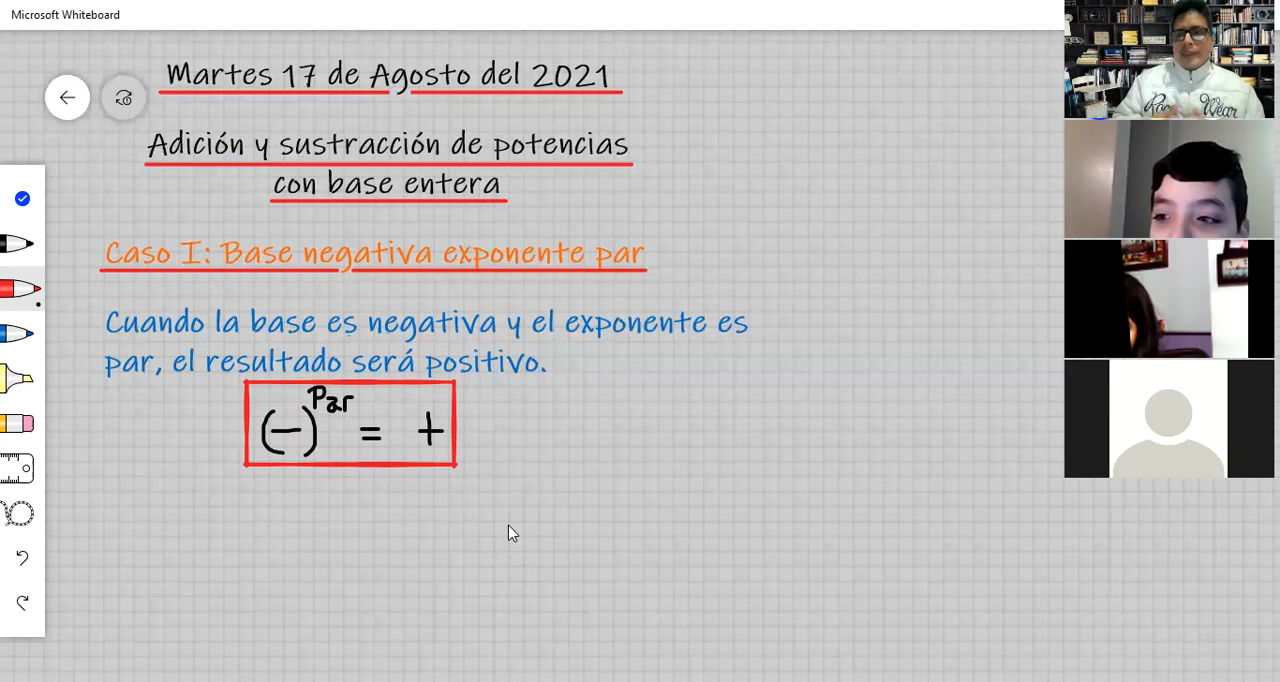 Microsoft Whiteboard
Martes 17 de Agosto del 2021
Adición y sustracción de potencias
con base entera
Caso I: Base negativa exponente par
Cuando la base es negativa y el exponente es
par, el resultado será positivo.
(−)^Par = +
Wear